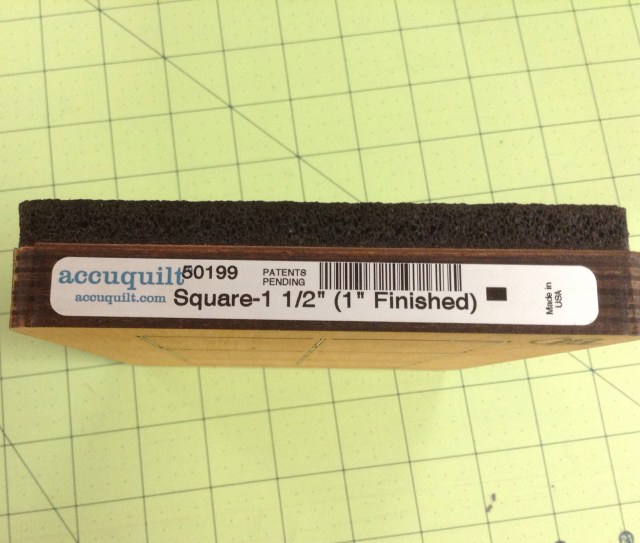 accuquilt 50199 PATENTS PENDING
accuquilt.com Square-1 1/2" (1" Finished)
Made in
USA